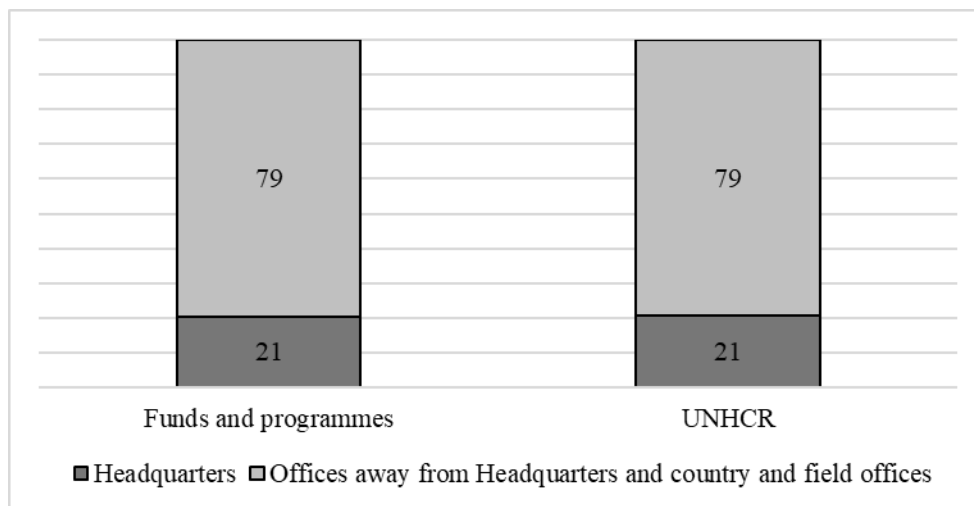 79 79
21 21
Funds and programmes UNHCR
Headquarters Offices away from Headquarters and country and field offices